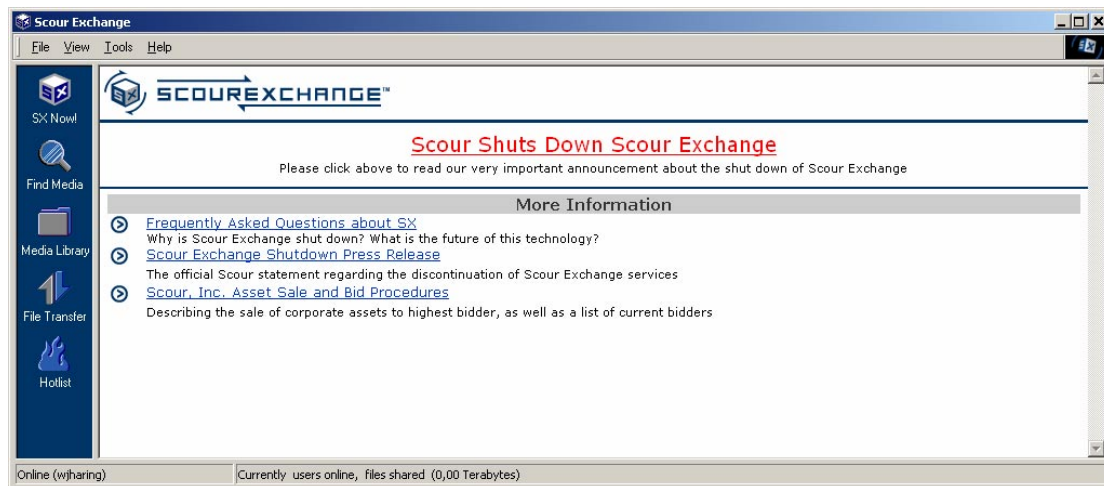 Scour Exchange
File View Tools Help
SX Now!
Find Media
Media Library
File Transfer
Hotlist
SCOUREXCHANGE™
Scour Shuts Down Scour Exchange
Please click above to read our very important announcement about the shut down of Scour Exchange
More Information
Frequently Asked Questions about SX
Why is Scour Exchange shut down? What is the future of this technology?
Scour Exchange Shutdown Press Release
The official Scour statement regarding the discontinuation of Scour Exchange services
Scour, Inc. Asset Sale and Bid Procedures
Describing the sale of corporate assets to highest bidder, as well as a list of current bidders
Online (wjharing) Currently users online, files shared (0,00 Terabytes)